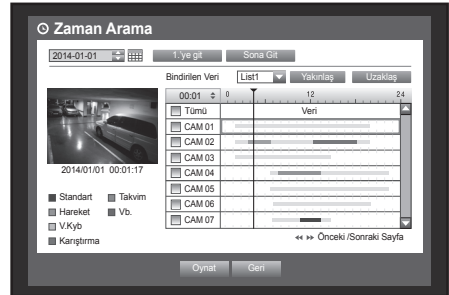 Zaman Arama
2014-01-01 1.'ye git Sona Git
Bindirilen Veri List1 Yakınlaş Uzaklaş
00:01 0 12 24
Tümü Veri
CAM 01
CAM 02
CAM 03
CAM 04
CAM 05
CAM 06
CAM 07
2014/01/01 00:01:17
Standart Takvim
Hareket Vb.
V.Kyb
Karıştırma
Önceki /Sonraki Sayfa
Oynat Geri